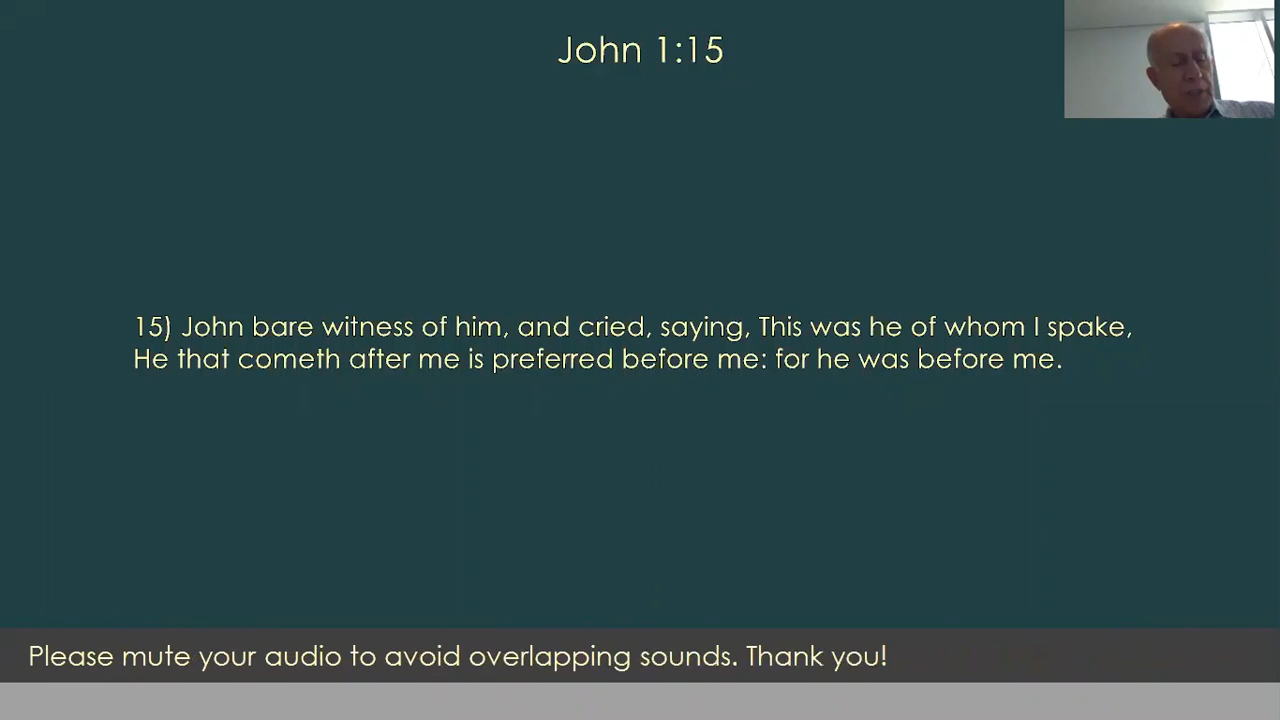 John 1:15
15) John bare witness of him, and cried, saying, This was he of whom I spake,
He that cometh after me is preferred before me: for he was before me.
Please mute your audio to avoid overlapping sounds. Thank you!